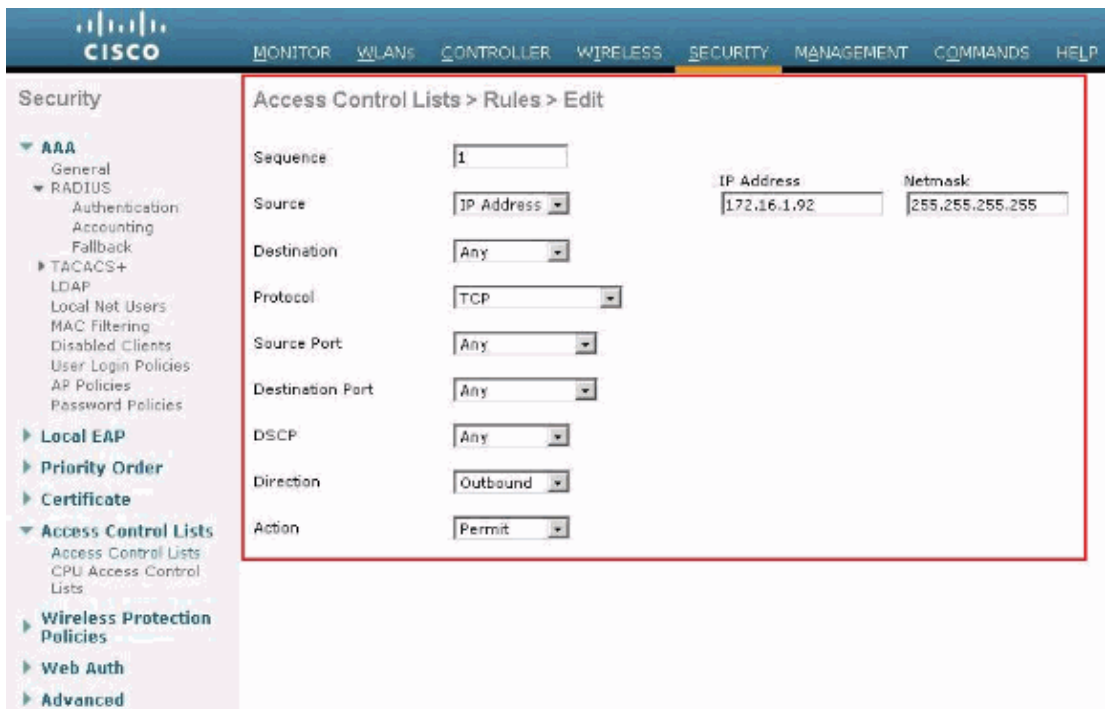 CISCO
MONITOR WLANs CONTROLLER WIRELESS SECURITY MANAGEMENT COMMANDS HELP
Security
AAA
General
RADIUS
Authentication
Accounting
Fallback
TACACS+
LDAP
Local Net Users
MAC Filtering
Disabled Clients
User Login Policies
AP Policies
Password Policies
Local EAP
Priority Order
Certificate
Access Control Lists
Access Control Lists
CPU Access Control
Lists
Wireless Protection
Policies
Web Auth
Advanced
Access Control Lists > Rules > Edit
Sequence 1
IP Address Netmask
Source IP Address 172.16.1.92 255.255.255.255
Destination Any
Protocol TCP
Source Port Any
Destination Port Any
DSCP Any
Direction Outbound
Action Permit